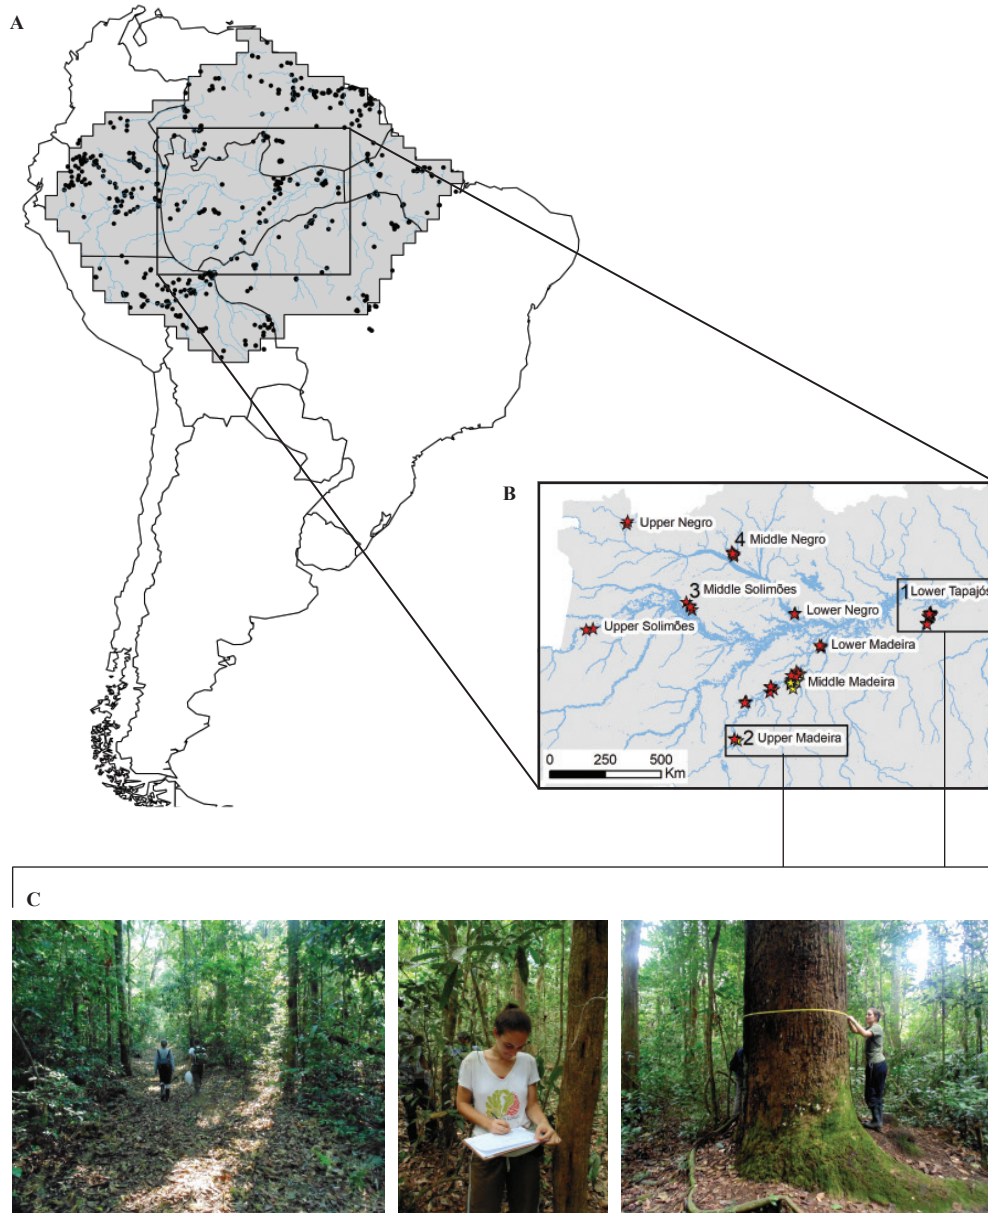 A
B
Upper Negro
4 Middle Negro
3 Middle Solimões
1 Lower Tapajós
Lower Negro
Upper Solimões
Lower Madeira
Middle Madeira
2 Upper Madeira
0 250 500
Km
C